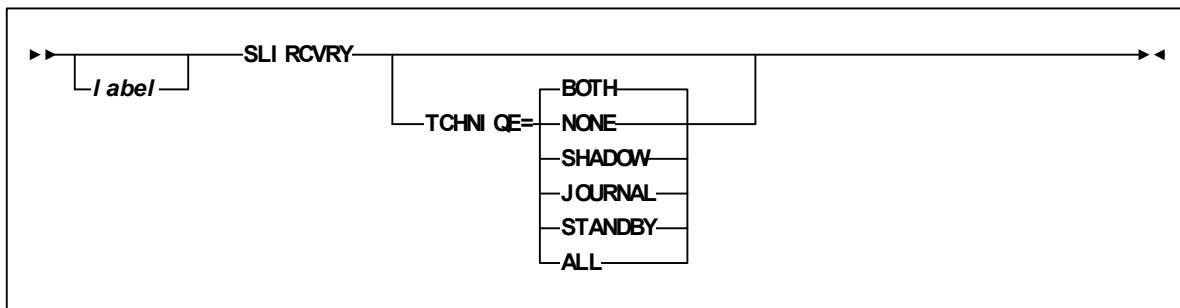 SLIRCVRY
label
BOTH
TCHNIQE= NONE
SHADOW
JOURNAL
STANDBY
ALL